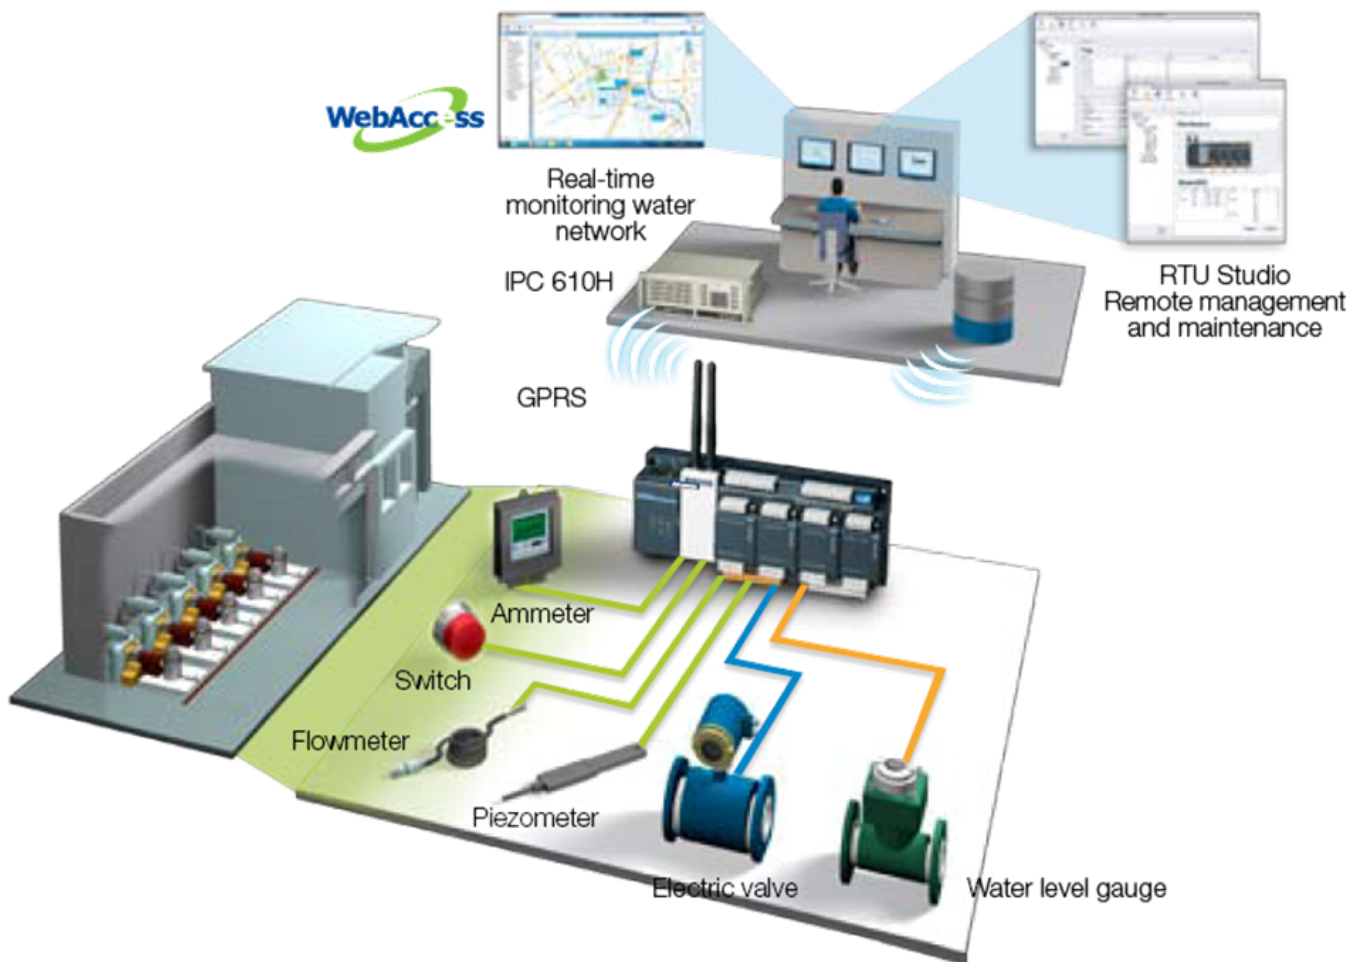 WebAccess
Real-time
monitoring water
network
IPC 610H
RTU Studio
Remote management
and maintenance
GPRS
Ammeter
Switch
Flowmeter
Piezometer
Electric valve
Water level gauge